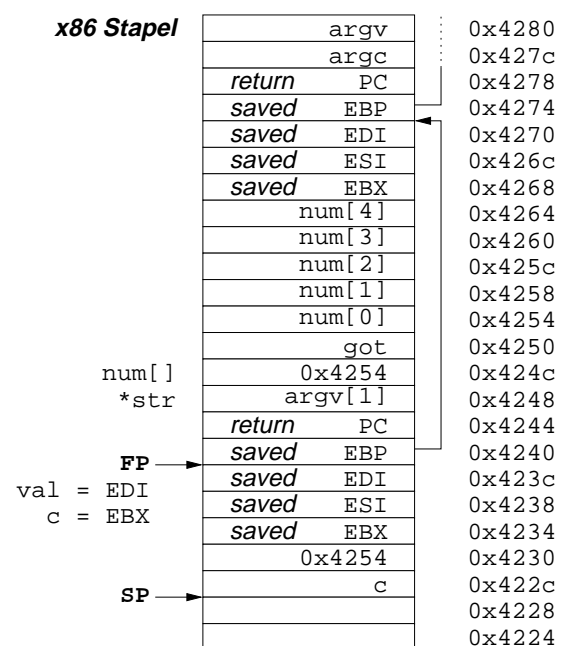 x86 Stapel argv 0x4280
argc 0x427c
return PC 0x4278
saved EBP 0x4274
saved EDI 0x4270
saved ESI 0x426c
saved EBX 0x4268
num[4] 0x4264
num[3] 0x4260
num[2] 0x425c
num[1] 0x4258
num[0] 0x4254
got 0x4250
num[] 0x4254 0x424c
*str argv[1] 0x4248
return PC 0x4244
saved EBP 0x4240
FP saved EDI 0x423c
val = EDI saved ESI 0x4238
c = EBX saved EBX 0x4234
0x4254 0x4230
c 0x422c
SP 0x4228
0x4224